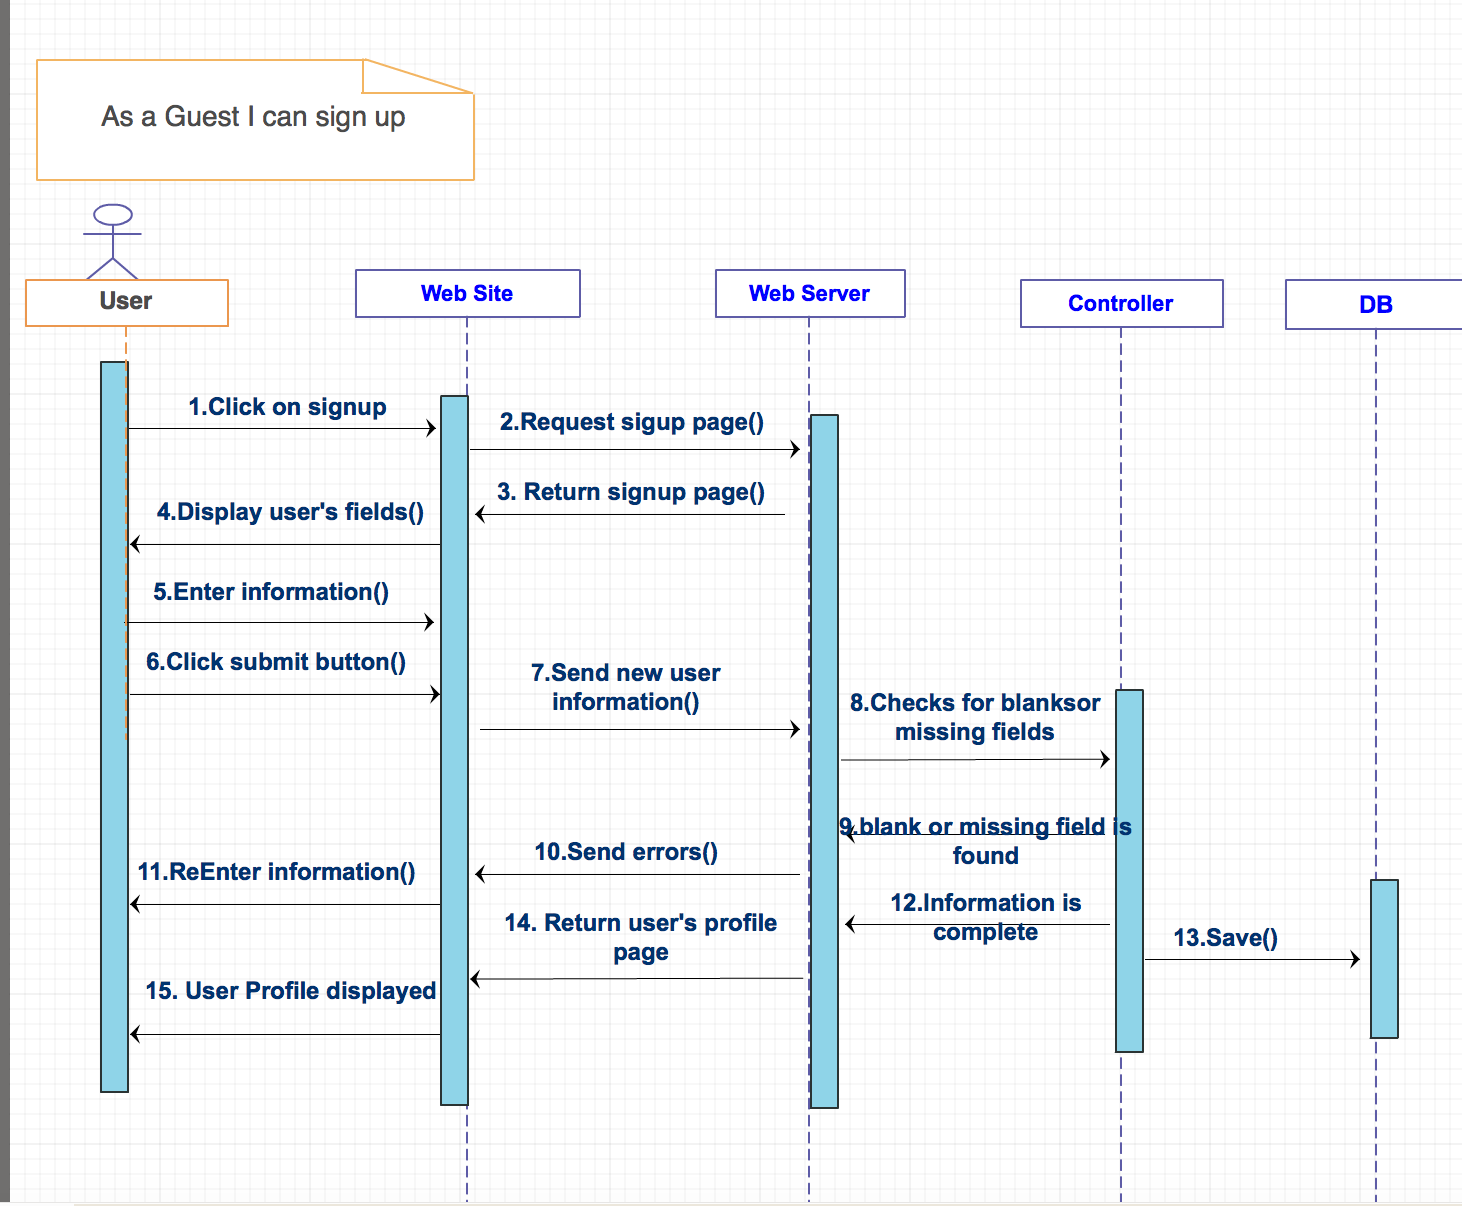 As a Guest I can sign up
User
Web Site
Web Server
Controller
DB
1.Click on signup
2.Request sigup page()
3. Return signup page()
4.Display user's fields()
5.Enter information()
6.Click submit button()
7.Send new user
information()
8.Checks for blanksor
missing fields
9.blank or missing field is
found
10.Send errors()
11.ReEnter information()
12.Information is
complete
13.Save()
14. Return user's profile
page
15. User Profile displayed